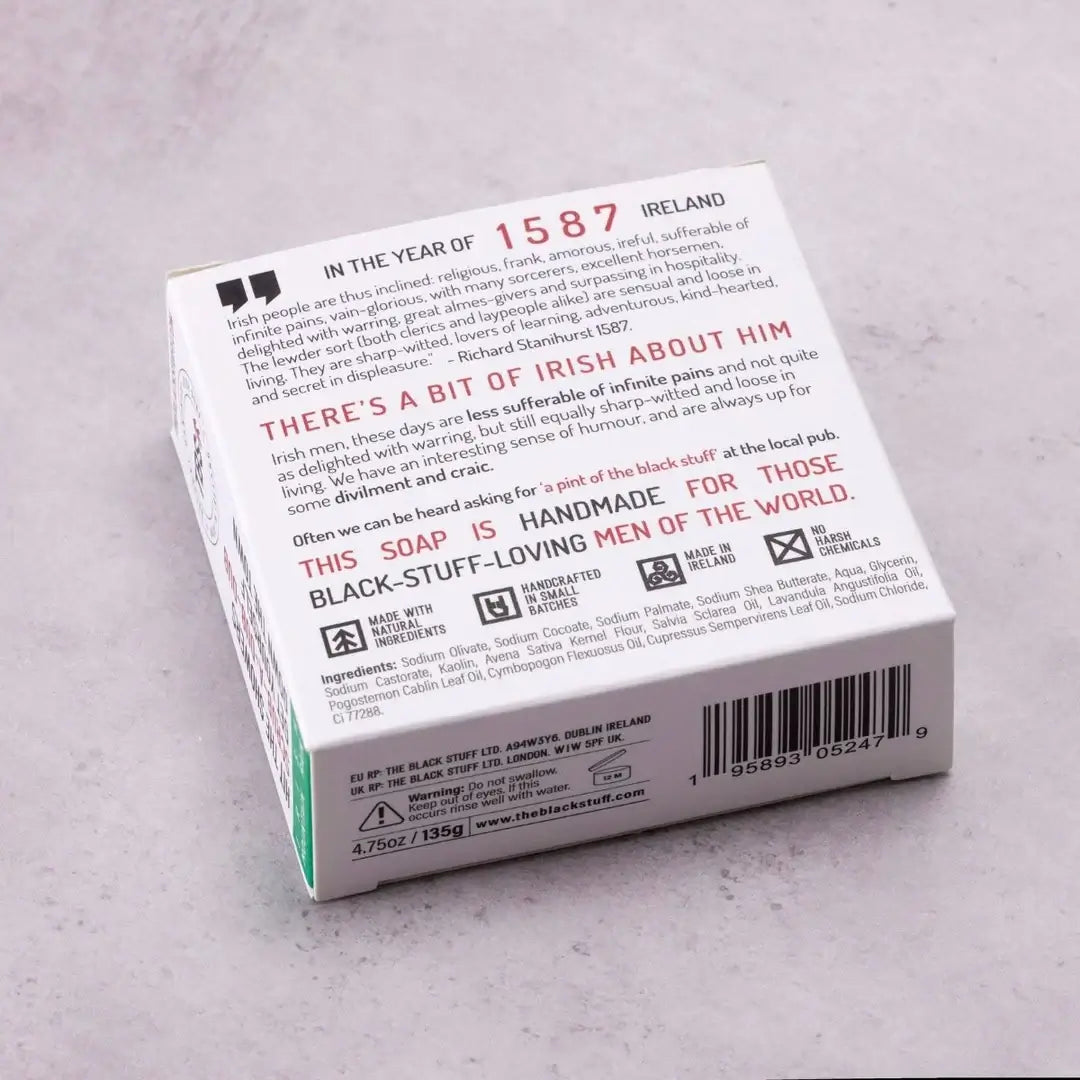 IN THE YEAR OF 1587 IRELAND
Irish people are thus inclined: religious, frank, amorous, ireful, sufferable of
infinite pains, vain-glorious, with many sorcerers, excellent horsemen,
delighted with warring, great almes-givers and surpassing in hospitality.
The lewder sort (both clerics and laypeople alike) are sensual and loose in
living. They are sharp-witted, lovers of learning, adventurous, kind-hearted,
and secret in displeasure." - Richard Stanihurst 1587.
THERE'S A BIT OF IRISH ABOUT HIM
Irish men, these days are less sufferable of infinite pains and not quite
as delighted with warring, but still equally sharp-witted and loose in
living. We have an interesting sense of humour, and are always up for
some divilment and craic.
Often we can be heard asking for 'a pint of the black stuff' at the local pub.
THIS SOAP IS HANDMADE FOR THOSE
BLACK-STUFF-LOVING MEN OF THE WORLD.
MADE WITH
NATURAL
INGREDIENTS
HANDCRAFTED
IN SMALL
BATCHES
MADE IN
IRELAND
NO
HARSH
CHEMICALS
Ingredients: Sodium Olivate, Sodium Cocoate, Sodium Palmate, Sodium Shea Butterate, Aqua, Glycerin,
Sodium Castorate, Kaolin, Avena Sativa Kernel Flour, Salvia Sclarea Oil, Lavandula Angustifolia Oil,
Pogostemon Cablin Leaf Oil, Cymbopogon Flexuosus Oil, Cupressus Sempervirens Leaf Oil, Sodium Chloride,
CI 77288.
EU RP: THE BLACK STUFF LTD. A94W3Y6. DUBLIN IRELAND
UK RP: THE BLACK STUFF LTD. LONDON. W1W 5PF UK.
Warning: Do not swallow.
Keep out of eyes. If this
occurs rinse well with water.
12 M
4.75oz / 135g
www.theblackstuff.com
1 95893 05247 9